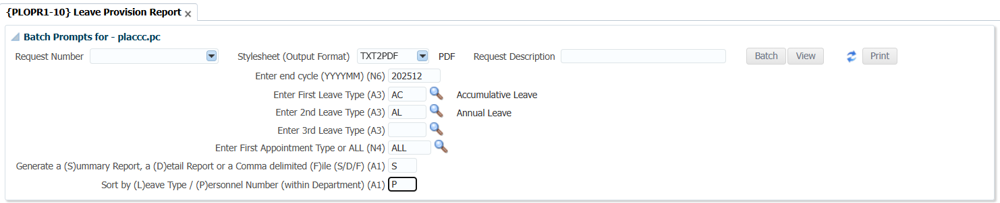 {PLOPR1-10} Leave Provision Report
Batch Prompts for - placcc.pc
Request Number Stylesheet (Output Format) TXT2PDF PDF Request Description Batch View Print
Enter end cycle (YYYYMM) (N6) 202512
Enter First Leave Type (A3) AC Accumulative Leave
Enter 2nd Leave Type (A3) AL Annual Leave
Enter 3rd Leave Type (A3)
Enter First Appointment Type or ALL (N4) ALL
Generate a (S)ummary Report, a (D)etail Report or a Comma delimited (F)ile (S/D/F) (A1) S
Sort by (L)eave Type / (P)ersonnel Number (within Department) (A1) P